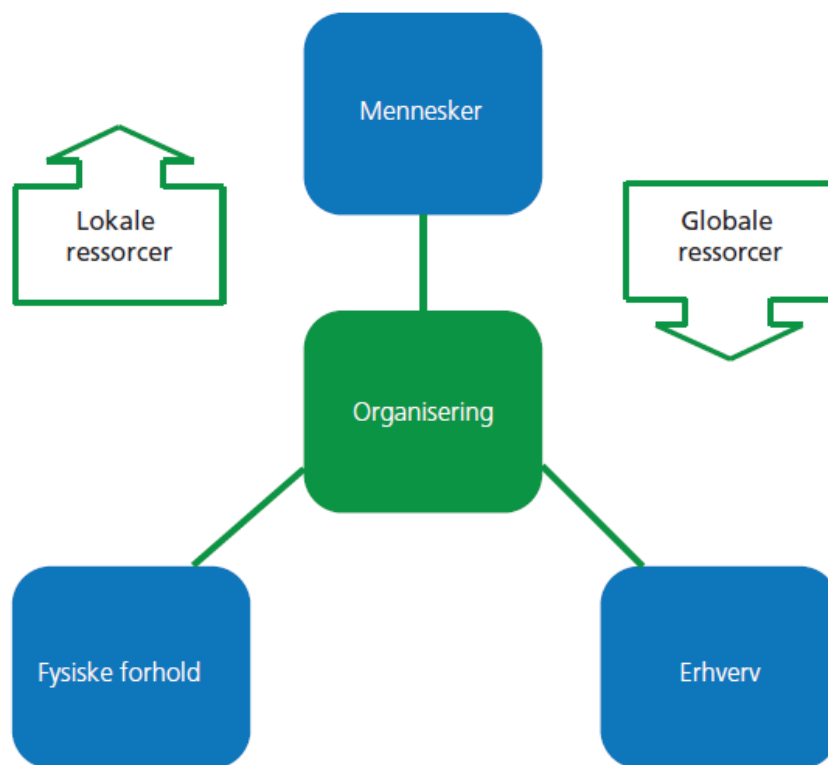 Mennesker
Lokale
ressorcer
Globale
ressorcer
Organisering
Fysiske forhold
Erhverv